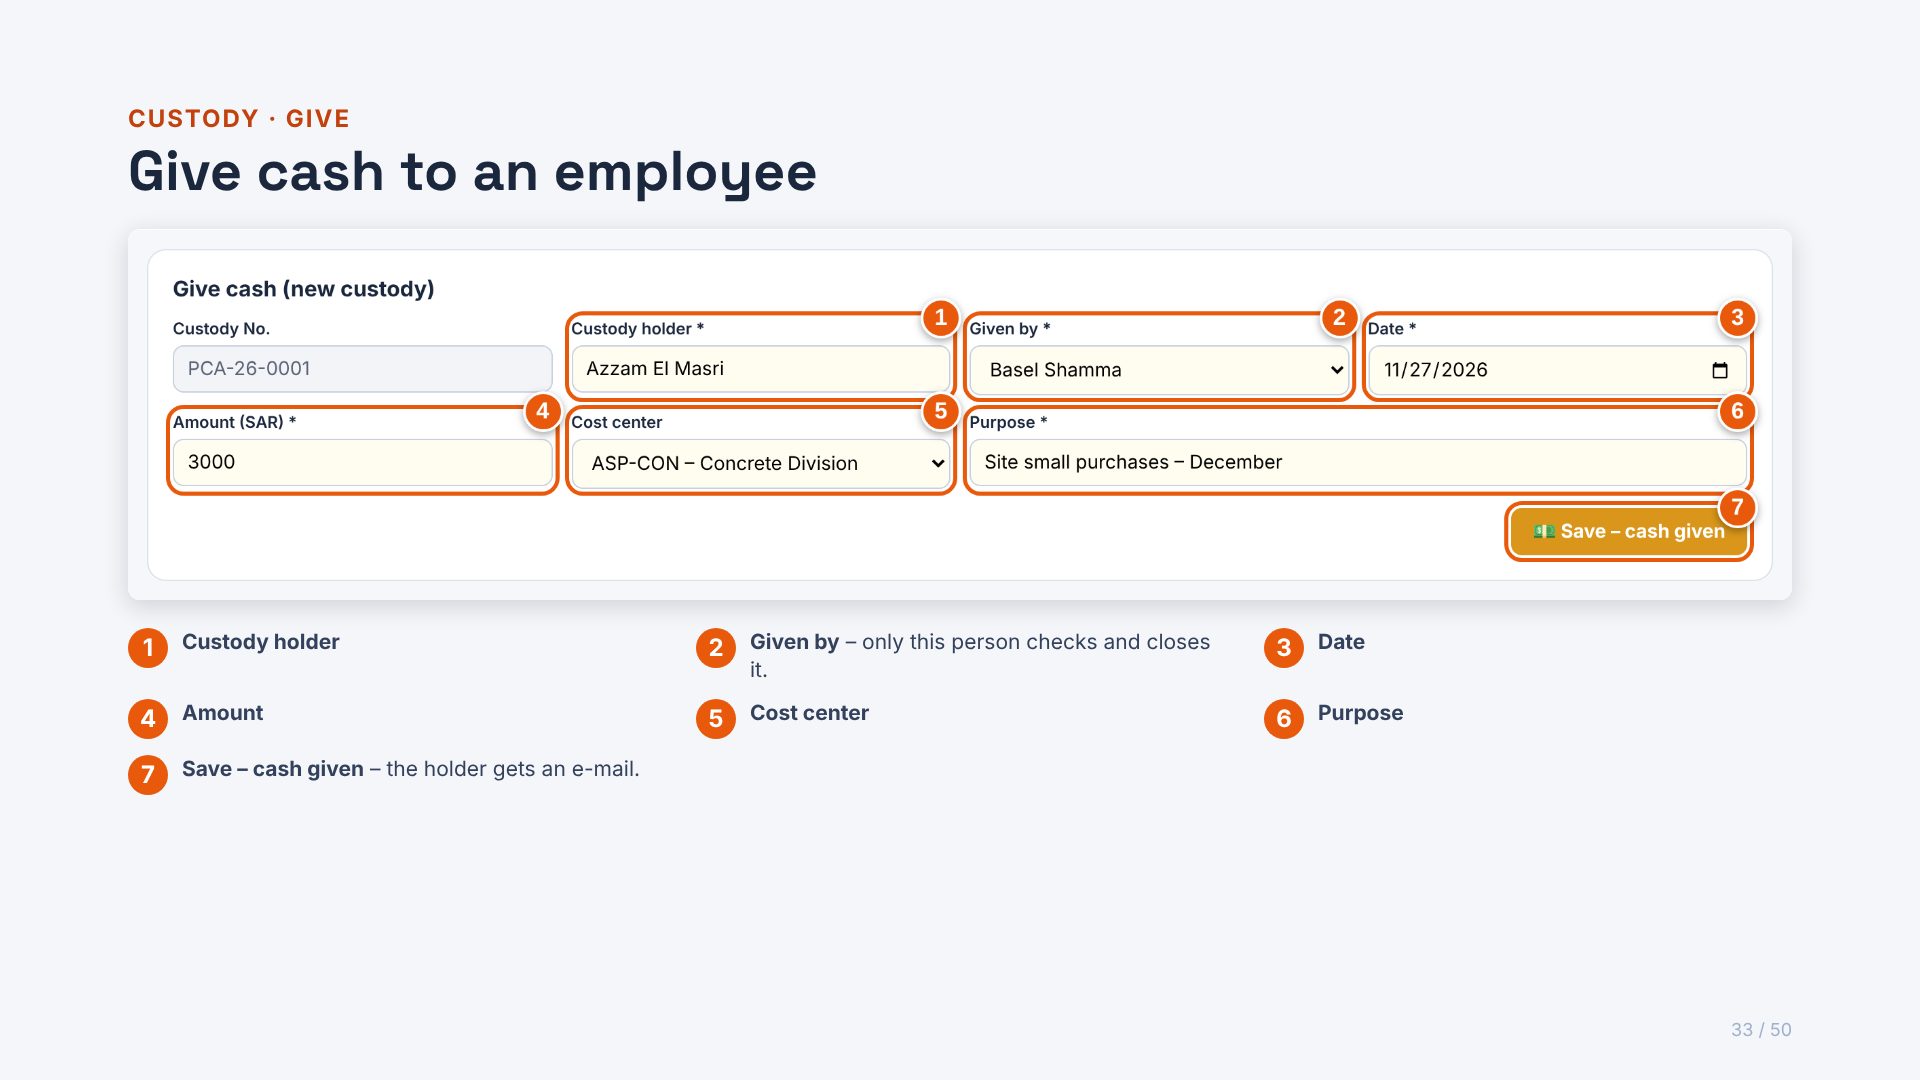 CUSTODY · GIVE
Give cash to an employee
Give cash (new custody)
Custody No.
PCA-26-0001
Custody holder *
1
Azzam El Masri
Given by *
2
Basel Shamma
Date *
3
11/27/2026
Amount (SAR) *
4
3000
Cost center
5
ASP-CON – Concrete Division
Purpose *
6
Site small purchases – December
7
💵 Save – cash given
1 Custody holder
2 Given by – only this person checks and closes
it.
3 Date
4 Amount
5 Cost center
6 Purpose
7 Save – cash given – the holder gets an e-mail.
33 / 50